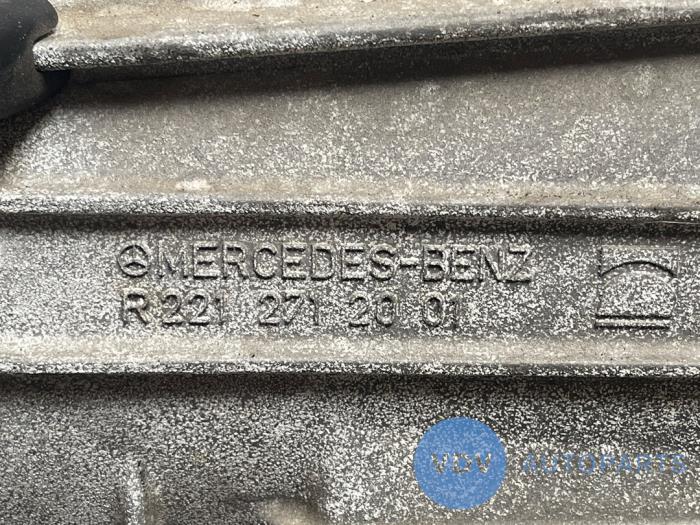 MERCEDES-BENZ
R 221 271 20 01
VDV AUTOPARTS